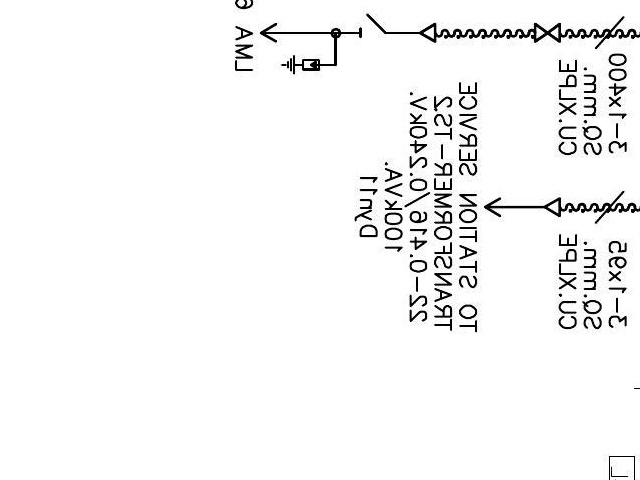 3-1x400
SQ.mm.
CU.XLPE
TO STATION SERVICE
TRANSFORMER-TS2
22-0.416/0.240kV.
100kVA.
Dyn11
3-1x95
SQ.mm.
CU.XLPE